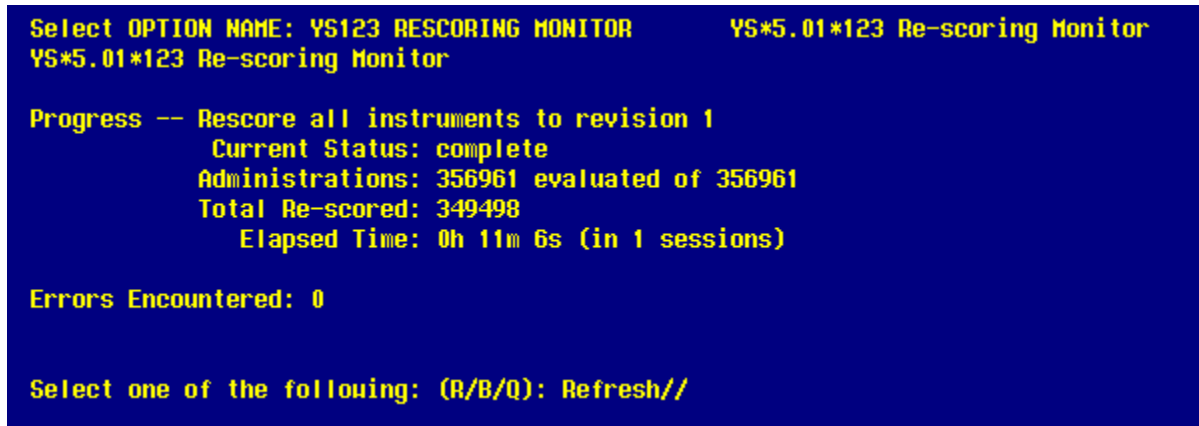 Select OPTION NAME: YS123 RESCORING MONITOR YS*5.01*123 Re-scoring Monitor
YS*5.01*123 Re-scoring Monitor
Progress -- Rescore all instruments to revision 1
Current Status: complete
Administrations: 356961 evaluated of 356961
Total Re-scored: 349498
Elapsed Time: 0h 11m 6s (in 1 sessions)
Errors Encountered: 0
Select one of the following: (R/B/Q): Refresh//